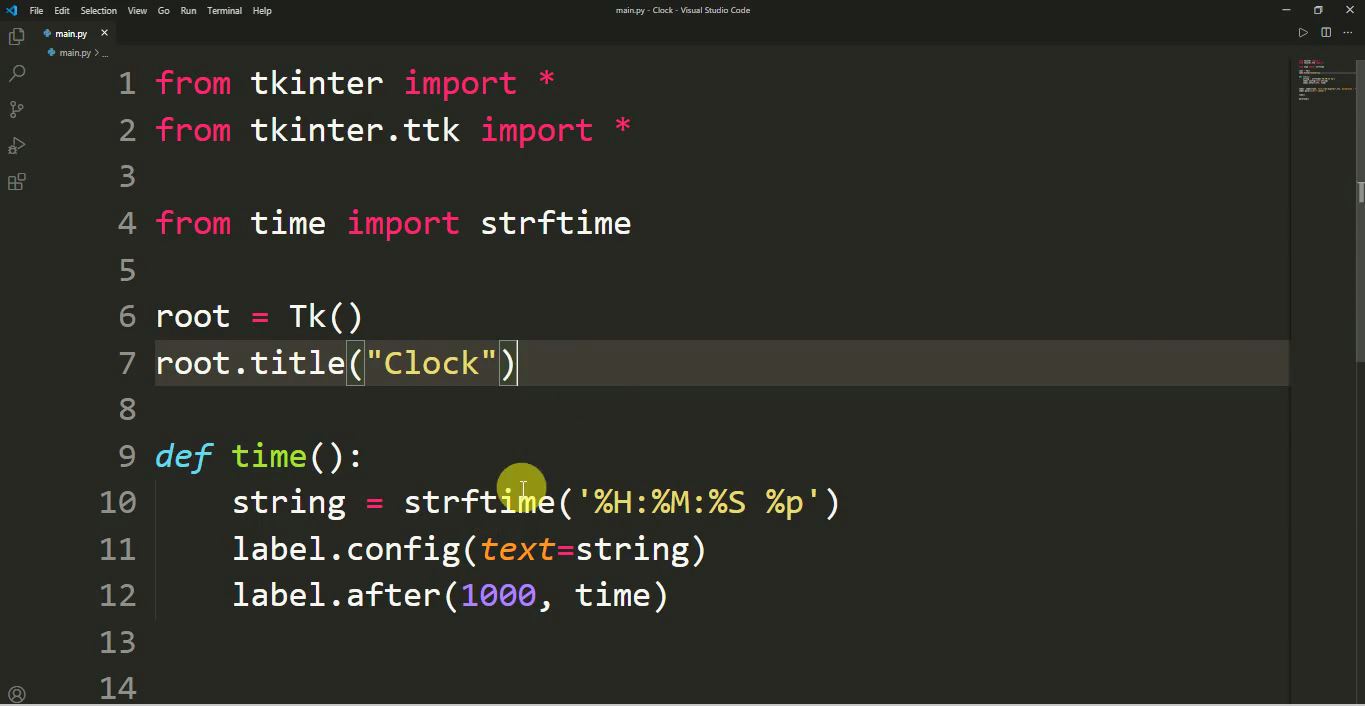 File Edit Selection View Go Run Terminal Help
main.py - Clock - Visual Studio Code
main.py
main.py > ...
1 from tkinter import *
2 from tkinter.ttk import *
3
4 from time import strftime
5
6 root = Tk()
7 root.title("Clock")
8
9 def time():
10     string = strftime('%H:%M:%S %p')
11     label.config(text=string)
12     label.after(1000, time)
13
14